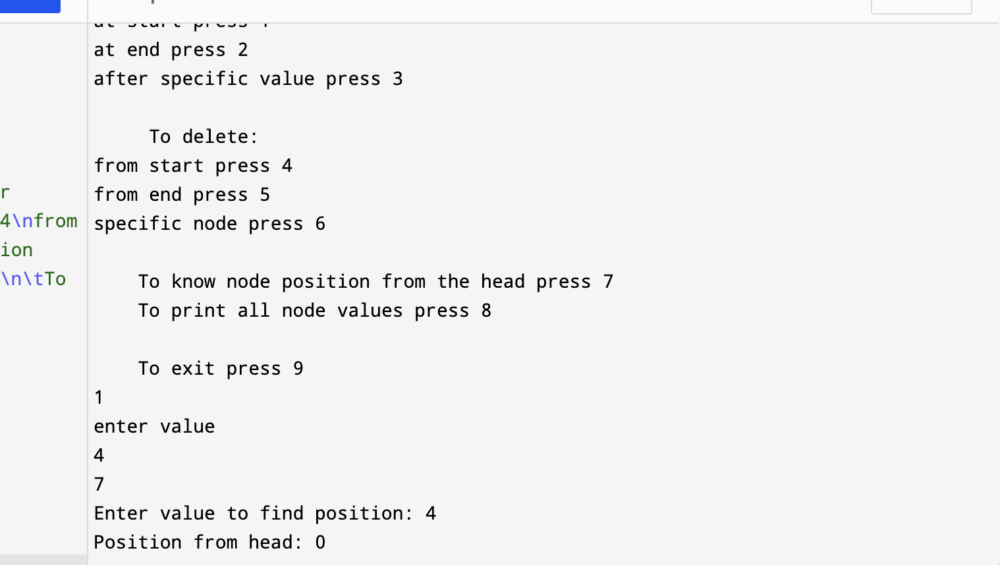 at start press
at end press 2
after specific value press 3
To delete:
from start press 4
from end press 5
specific node press 6
To know node position from the head press 7
To print all node values press 8
To exit press 9
1
enter value
4
7
Enter value to find position: 4
Position from head: 0
r
4\nfrom
ion
\n\tTo